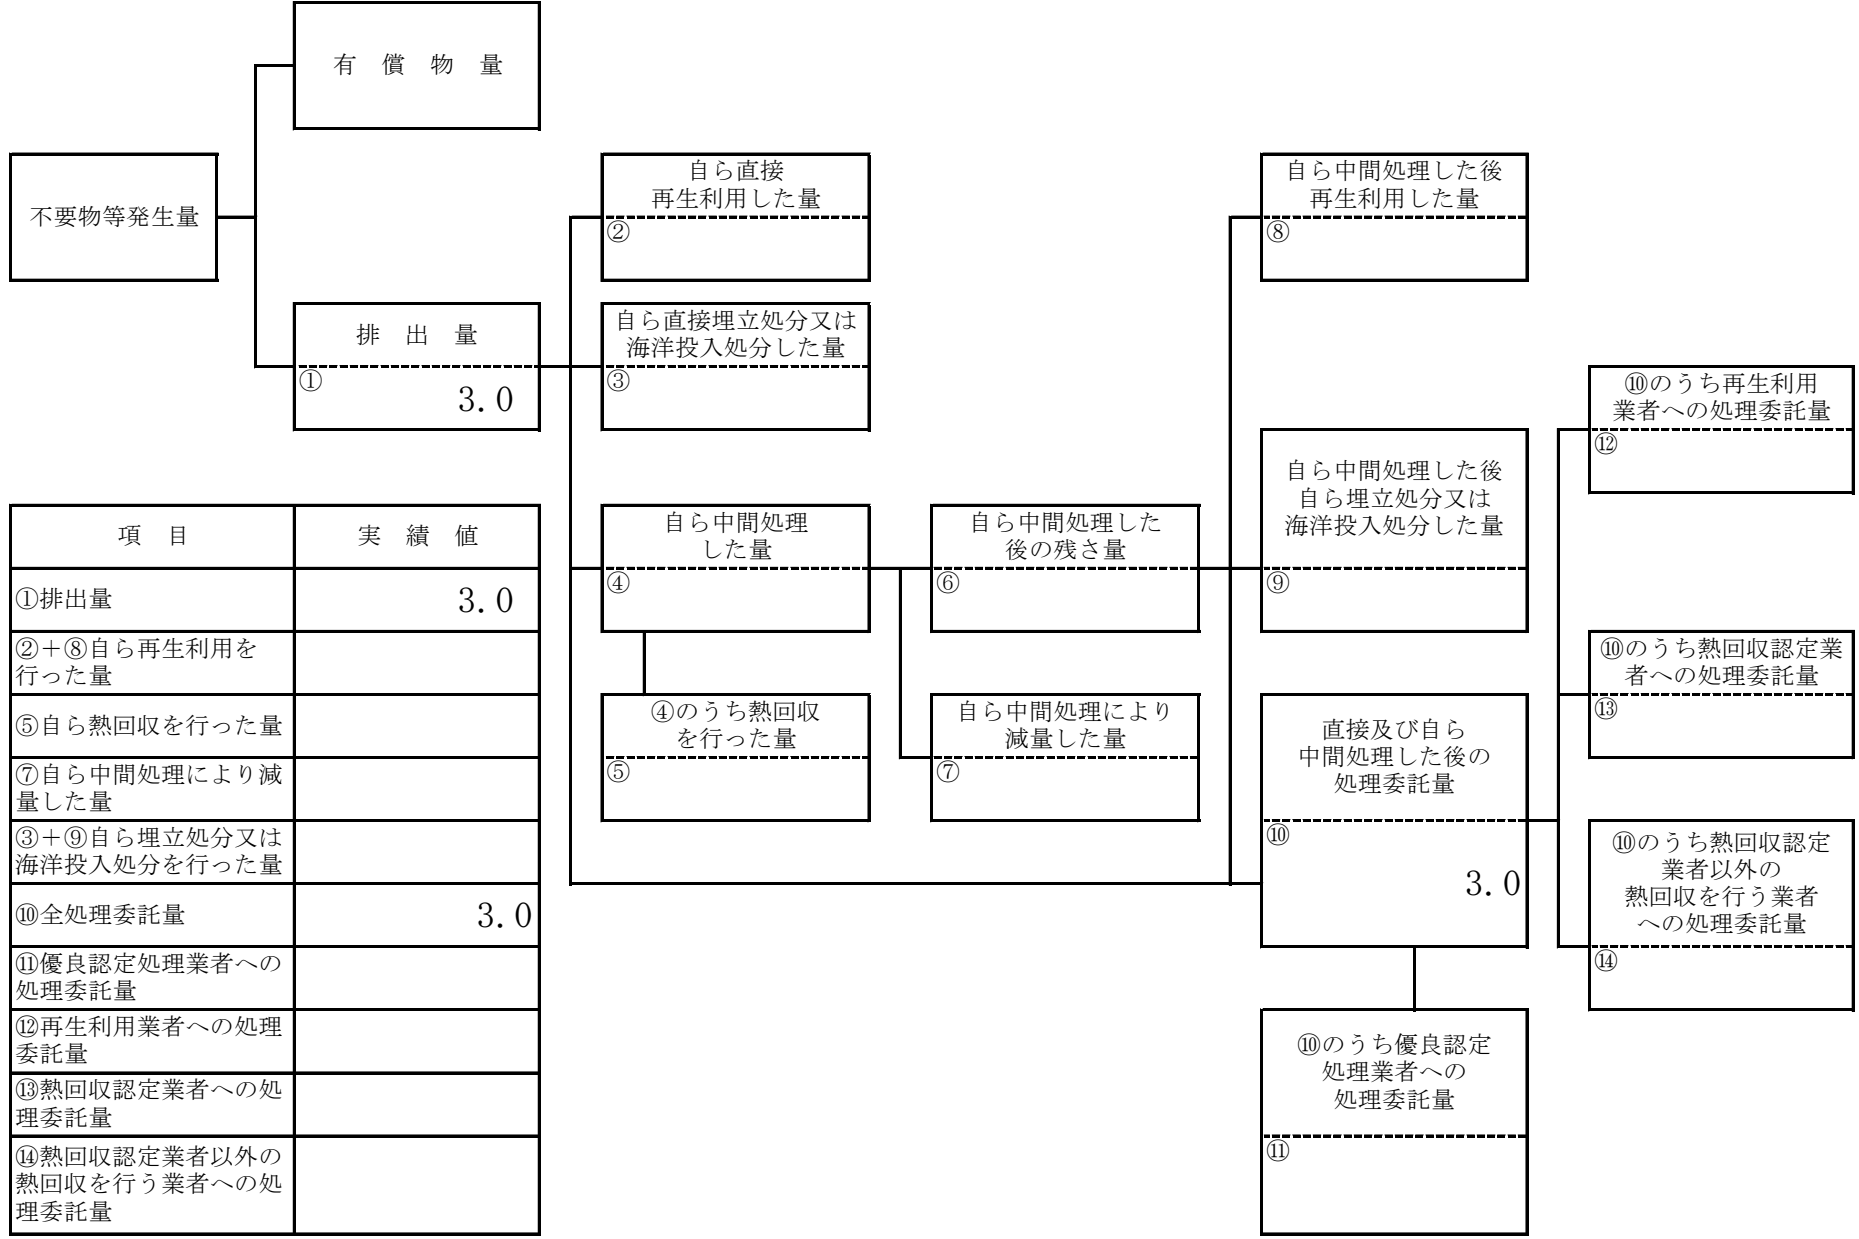 有 償 物 量
不要物等発生量
排 出 量
①
3.0
自ら直接
再生利用した量
②
自ら直接埋立処分又は
海洋投入処分した量
③
自ら中間処理
した量
④
④のうち熱回収
を行った量
⑤
自ら中間処理した
後の残さ量
⑥
自ら中間処理により
減量した量
⑦
自ら中間処理した後
再生利用した量
⑧
自ら中間処理した後
自ら埋立処分又は
海洋投入処分した量
⑨
直接及び自ら
中間処理した後の
処理委託量
⑩
3.0
⑩のうち優良認定
処理業者への
処理委託量
⑪
⑩のうち再生利用
業者への処理委託量
⑫
⑩のうち熱回収認定業
者への処理委託量
⑬
⑩のうち熱回収認定
業者以外の
熱回収を行う業者
への処理委託量
⑭
項 目 実 績 値
①排出量 3.0
②+⑧自ら再生利用を
行った量
⑤自ら熱回収を行った量
⑦自ら中間処理により減
量した量
③+⑨自ら埋立処分又は
海洋投入処分を行った量
⑩全処理委託量 3.0
⑪優良認定処理業者への
処理委託量
⑫再生利用業者への処理
委託量
⑬熱回収認定業者への処
理委託量
⑭熱回収認定業者以外の
熱回収を行う業者への処
理委託量